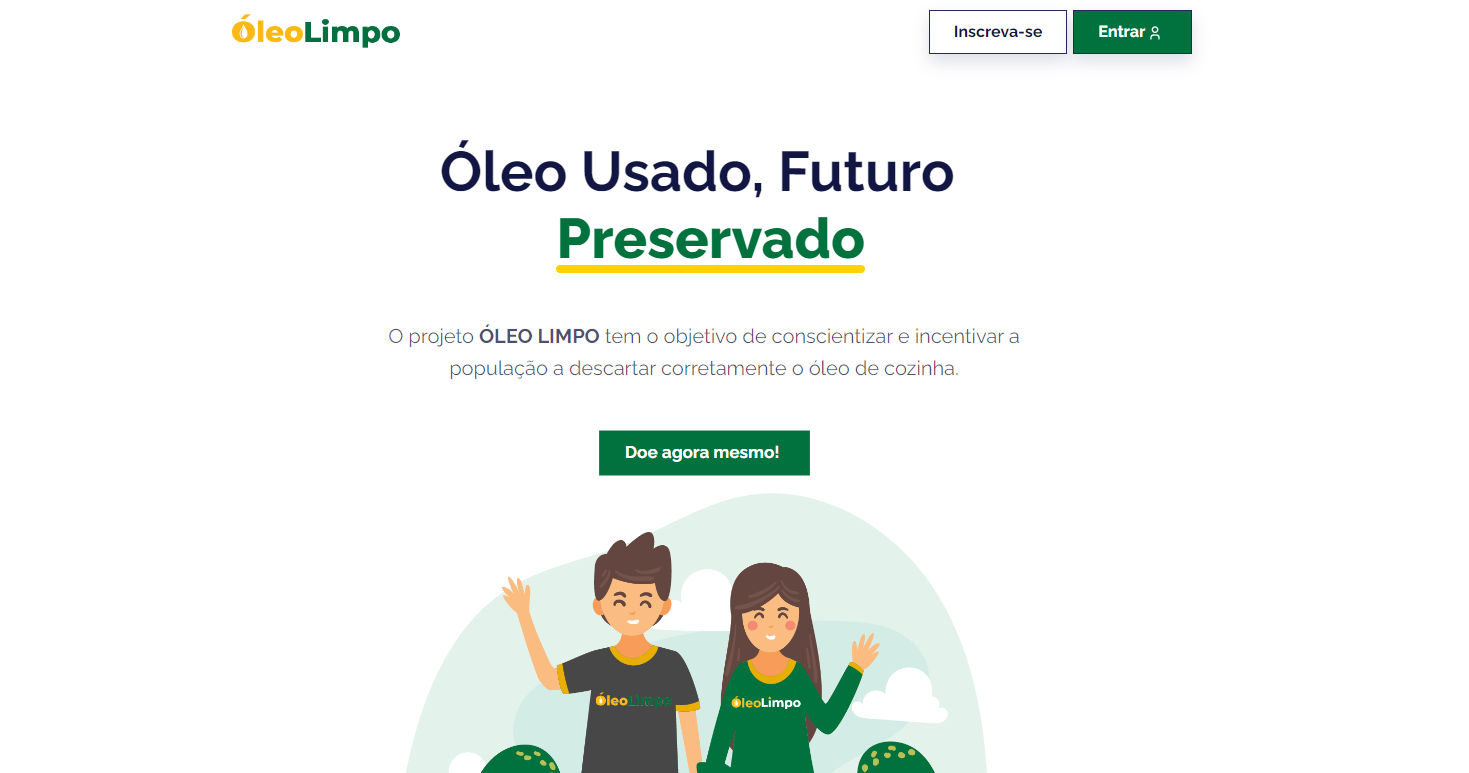 ÓleoLimpo
Inscreva-se
Entrar
Óleo Usado, Futuro
Preservado
O projeto ÓLEO LIMPO tem o objetivo de conscientizar e incentivar a
população a descartar corretamente o óleo de cozinha.
Doe agora mesmo!
ÓleoLimpo
ÓleoLimpo